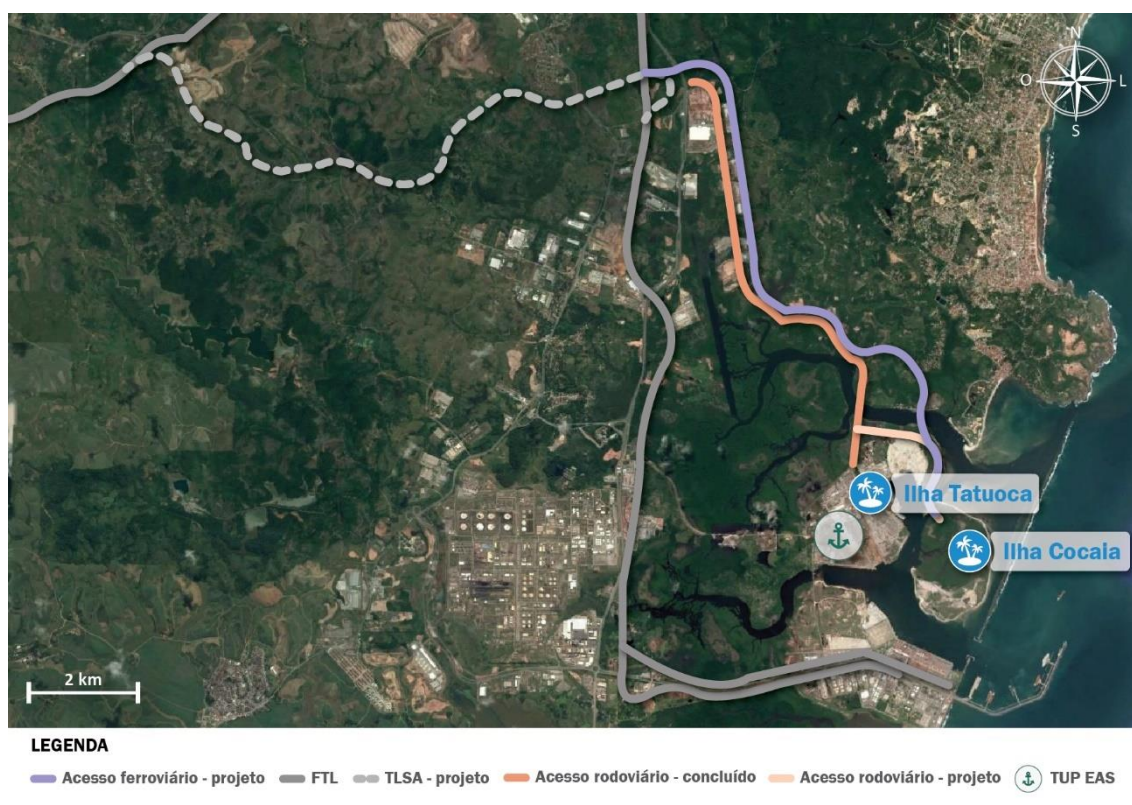 N
O L
S
Ilha Tatuoca
Ilha Cocaia
2 km
LEGENDA
Acesso ferroviário - projeto FTL TLSA - projeto Acesso rodoviário - concluído Acesso rodoviário - projeto TUP EAS